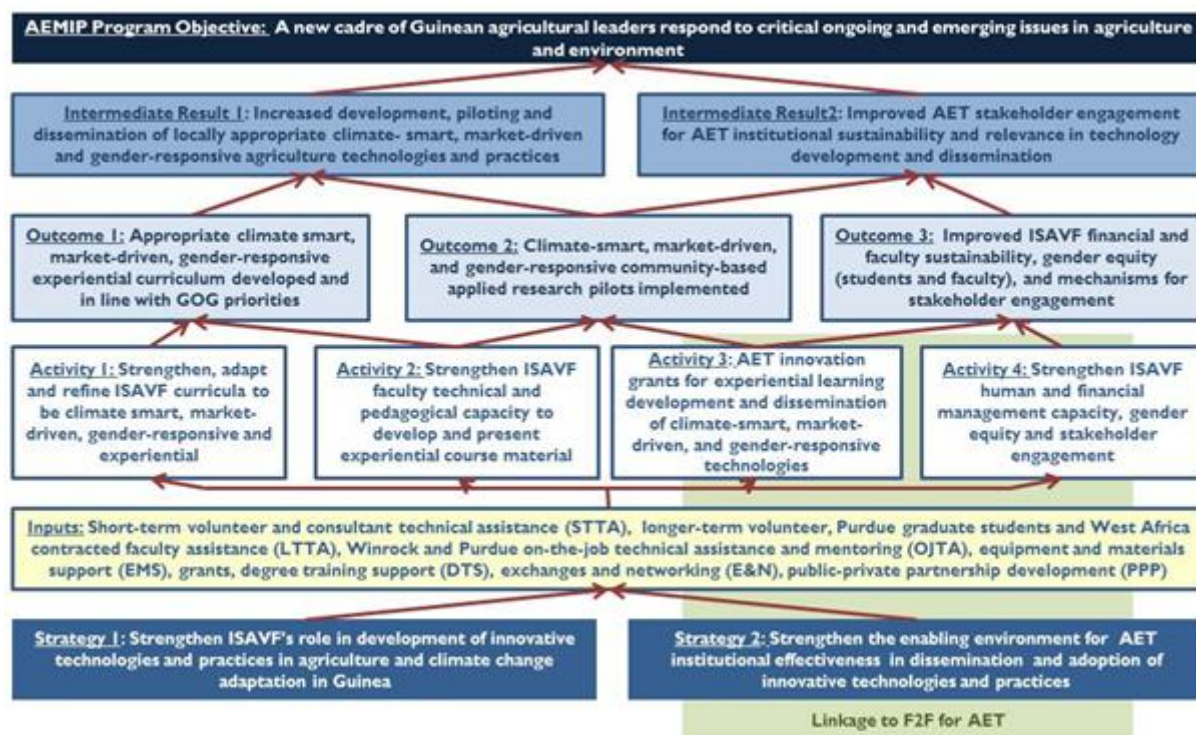 AEMIP Program Objective: A new cadre of Guinean agricultural leaders respond to critical ongoing and emerging issues in agriculture
and environment
Intermediate Result 1: Increased development, piloting and
dissemination of locally appropriate climate- smart, market-driven
and gender-responsive agriculture technologies and practices
Intermediate Result2: Improved AET stakeholder engagement
for AET institutional sustainability and relevance in technology
development and dissemination
Outcome 1: Appropriate climate smart,
market-driven, gender-responsive
experiential curriculum developed and
in line with GOG priorities
Outcome 2: Climate-smart, market-driven,
and gender-responsive community-based
applied research pilots implemented
Outcome 3: Improved ISAVF financial and
faculty sustainability, gender equity
(students and faculty), and mechanisms for
stakeholder engagement
Activity 1: Strengthen, adapt
and refine ISAVF curricula to
be climate smart, market-
driven, gender-responsive and
experiential
Activity 2: Strengthen ISAVF
faculty technical and
pedagogical capacity to
develop and present
experiential course material
Activity 3: AET innovation
grants for experiential learning
development and dissemination
of climate-smart, market-
driven, and gender-responsive
technologies
Activity 4: Strengthen ISAVF
human and financial
management capacity, gender
equity and stakeholder
engagement
Inputs: Short-term volunteer and consultant technical assistance (STTA), longer-term volunteer, Purdue graduate students and West Africa
contracted faculty assistance (LTTA), Winrock and Purdue on-the-job technical assistance and mentoring (OJTA), equipment and materials
support (EMS), grants, degree training support (DTS), exchanges and networking (E&N), public-private partnership development (PPP)
Strategy 1: Strengthen ISAVF's role in development of innovative
technologies and practices in agriculture and climate change
adaptation in Guinea
Strategy 2: Strengthen the enabling environment for AET
institutional effectiveness in dissemination and adoption of
innovative technologies and practices
Linkage to F2F for AET